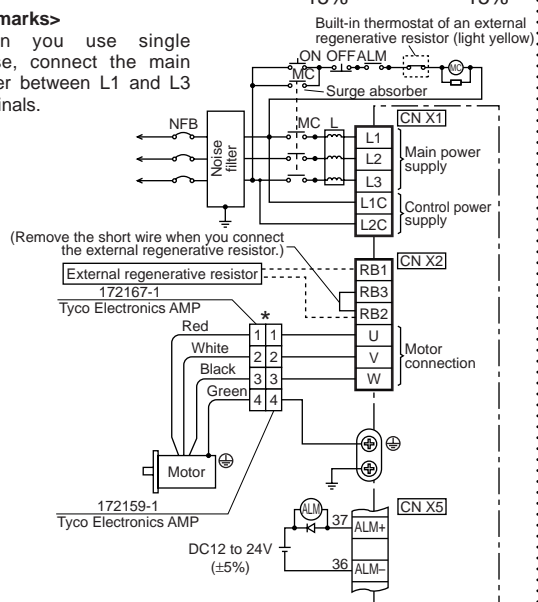 marks>
n you use single
se, connect the main
er between L1 and L3
inals.
Built-in thermostat of an external
regenerative resistor (light yellow)
ON OFF ALM
MC
MC
Surge absorber
NFB
Noise filter
MC L
CN X1
L1
L2
L3
Main power
supply
L1C
L2C
Control power
supply
(Remove the short wire when you connect
the external regenerative resistor.)
External regenerative resistor
CN X2
RB1
RB3
RB2
172167-1
Tyco Electronics AMP
*
Red
1 1
U
White
2 2
V
Black
3 3
W
Green
4 4
Motor
connection
Motor
172159-1
Tyco Electronics AMP
CN X5
ALM
37 ALM+
DC12 to 24V
(±5%)
36 ALM–